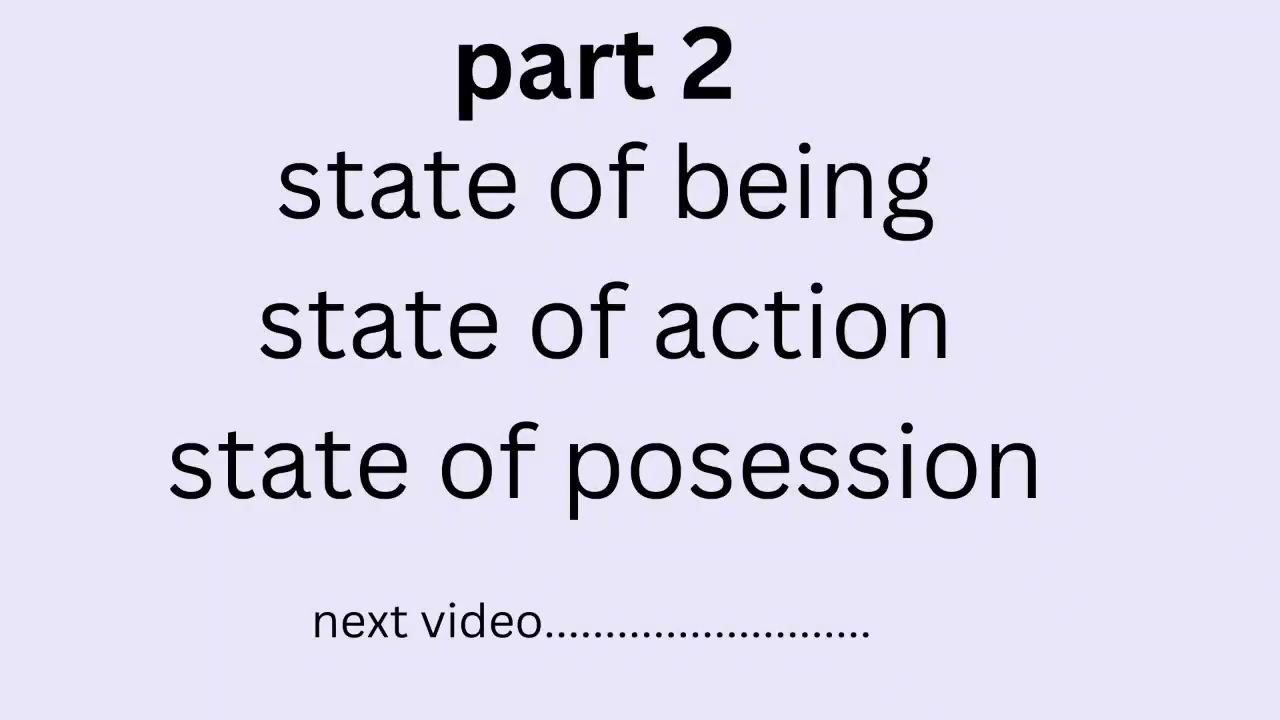 part 2
state of being
state of action
state of posession
next video...........................